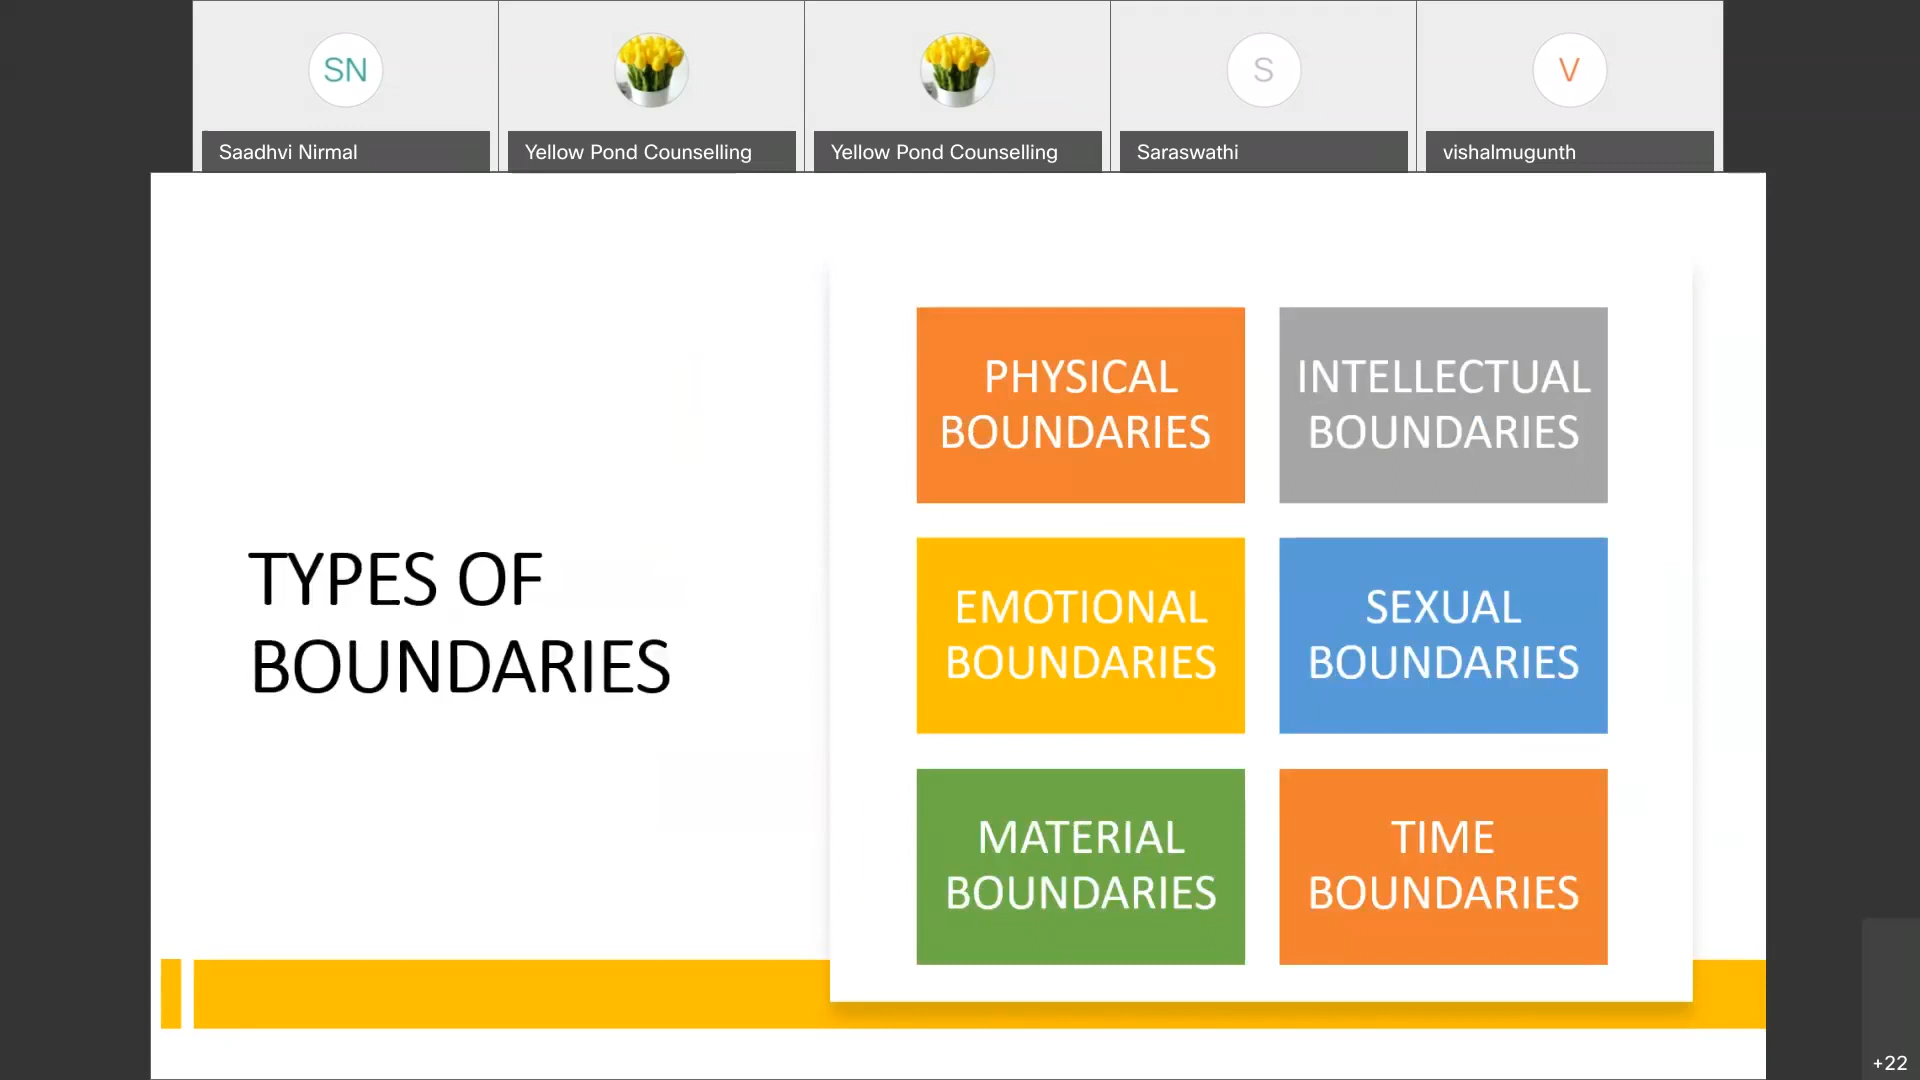 SN
S
V
Saadhvi Nirmal
Yellow Pond Counselling
Yellow Pond Counselling
Saraswathi
vishalmugunth
TYPES OF
BOUNDARIES
PHYSICAL
BOUNDARIES
INTELLECTUAL
BOUNDARIES
EMOTIONAL
BOUNDARIES
SEXUAL
BOUNDARIES
MATERIAL
BOUNDARIES
TIME
BOUNDARIES
+22